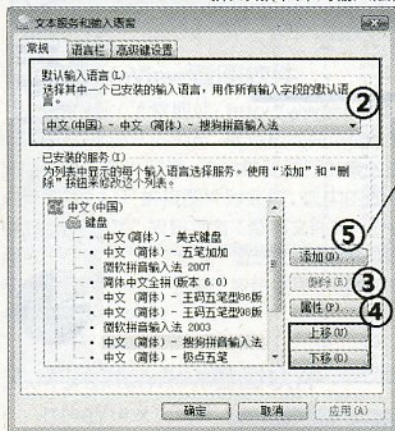 文本服务和输入语言
常规 语言栏 高级键设置
默认输入语言(L)
选择其中一个已安装的输入语言，用作所有输入字段的默认语
言。
②
中文(中国) - 中文 (简体) - 搜狗拼音输入法
已安装的服务(I)
为列表中显示的每个输入语言选择服务。使用“添加”和“删
除”按钮来修改这个列表。
中文(中国)
键盘
• 中文(简体) - 美式键盘
• 中文 (简体) - 五笔加加
• 微软拼音输入法 2007
• 简体中文全拼(版本 6.0)
• 中文 (简体) - 王码五笔型86版
• 中文 (简体) - 王码五笔型98版
• 微软拼音输入法 2003
• 中文 (简体) - 搜狗拼音输入法
• 中文 (简体) - 极点五笔
⑤
添加(D)...
删除(R) ③
属性(P)... ④
上移(U)
下移(O)
确定 取消 应用(A)